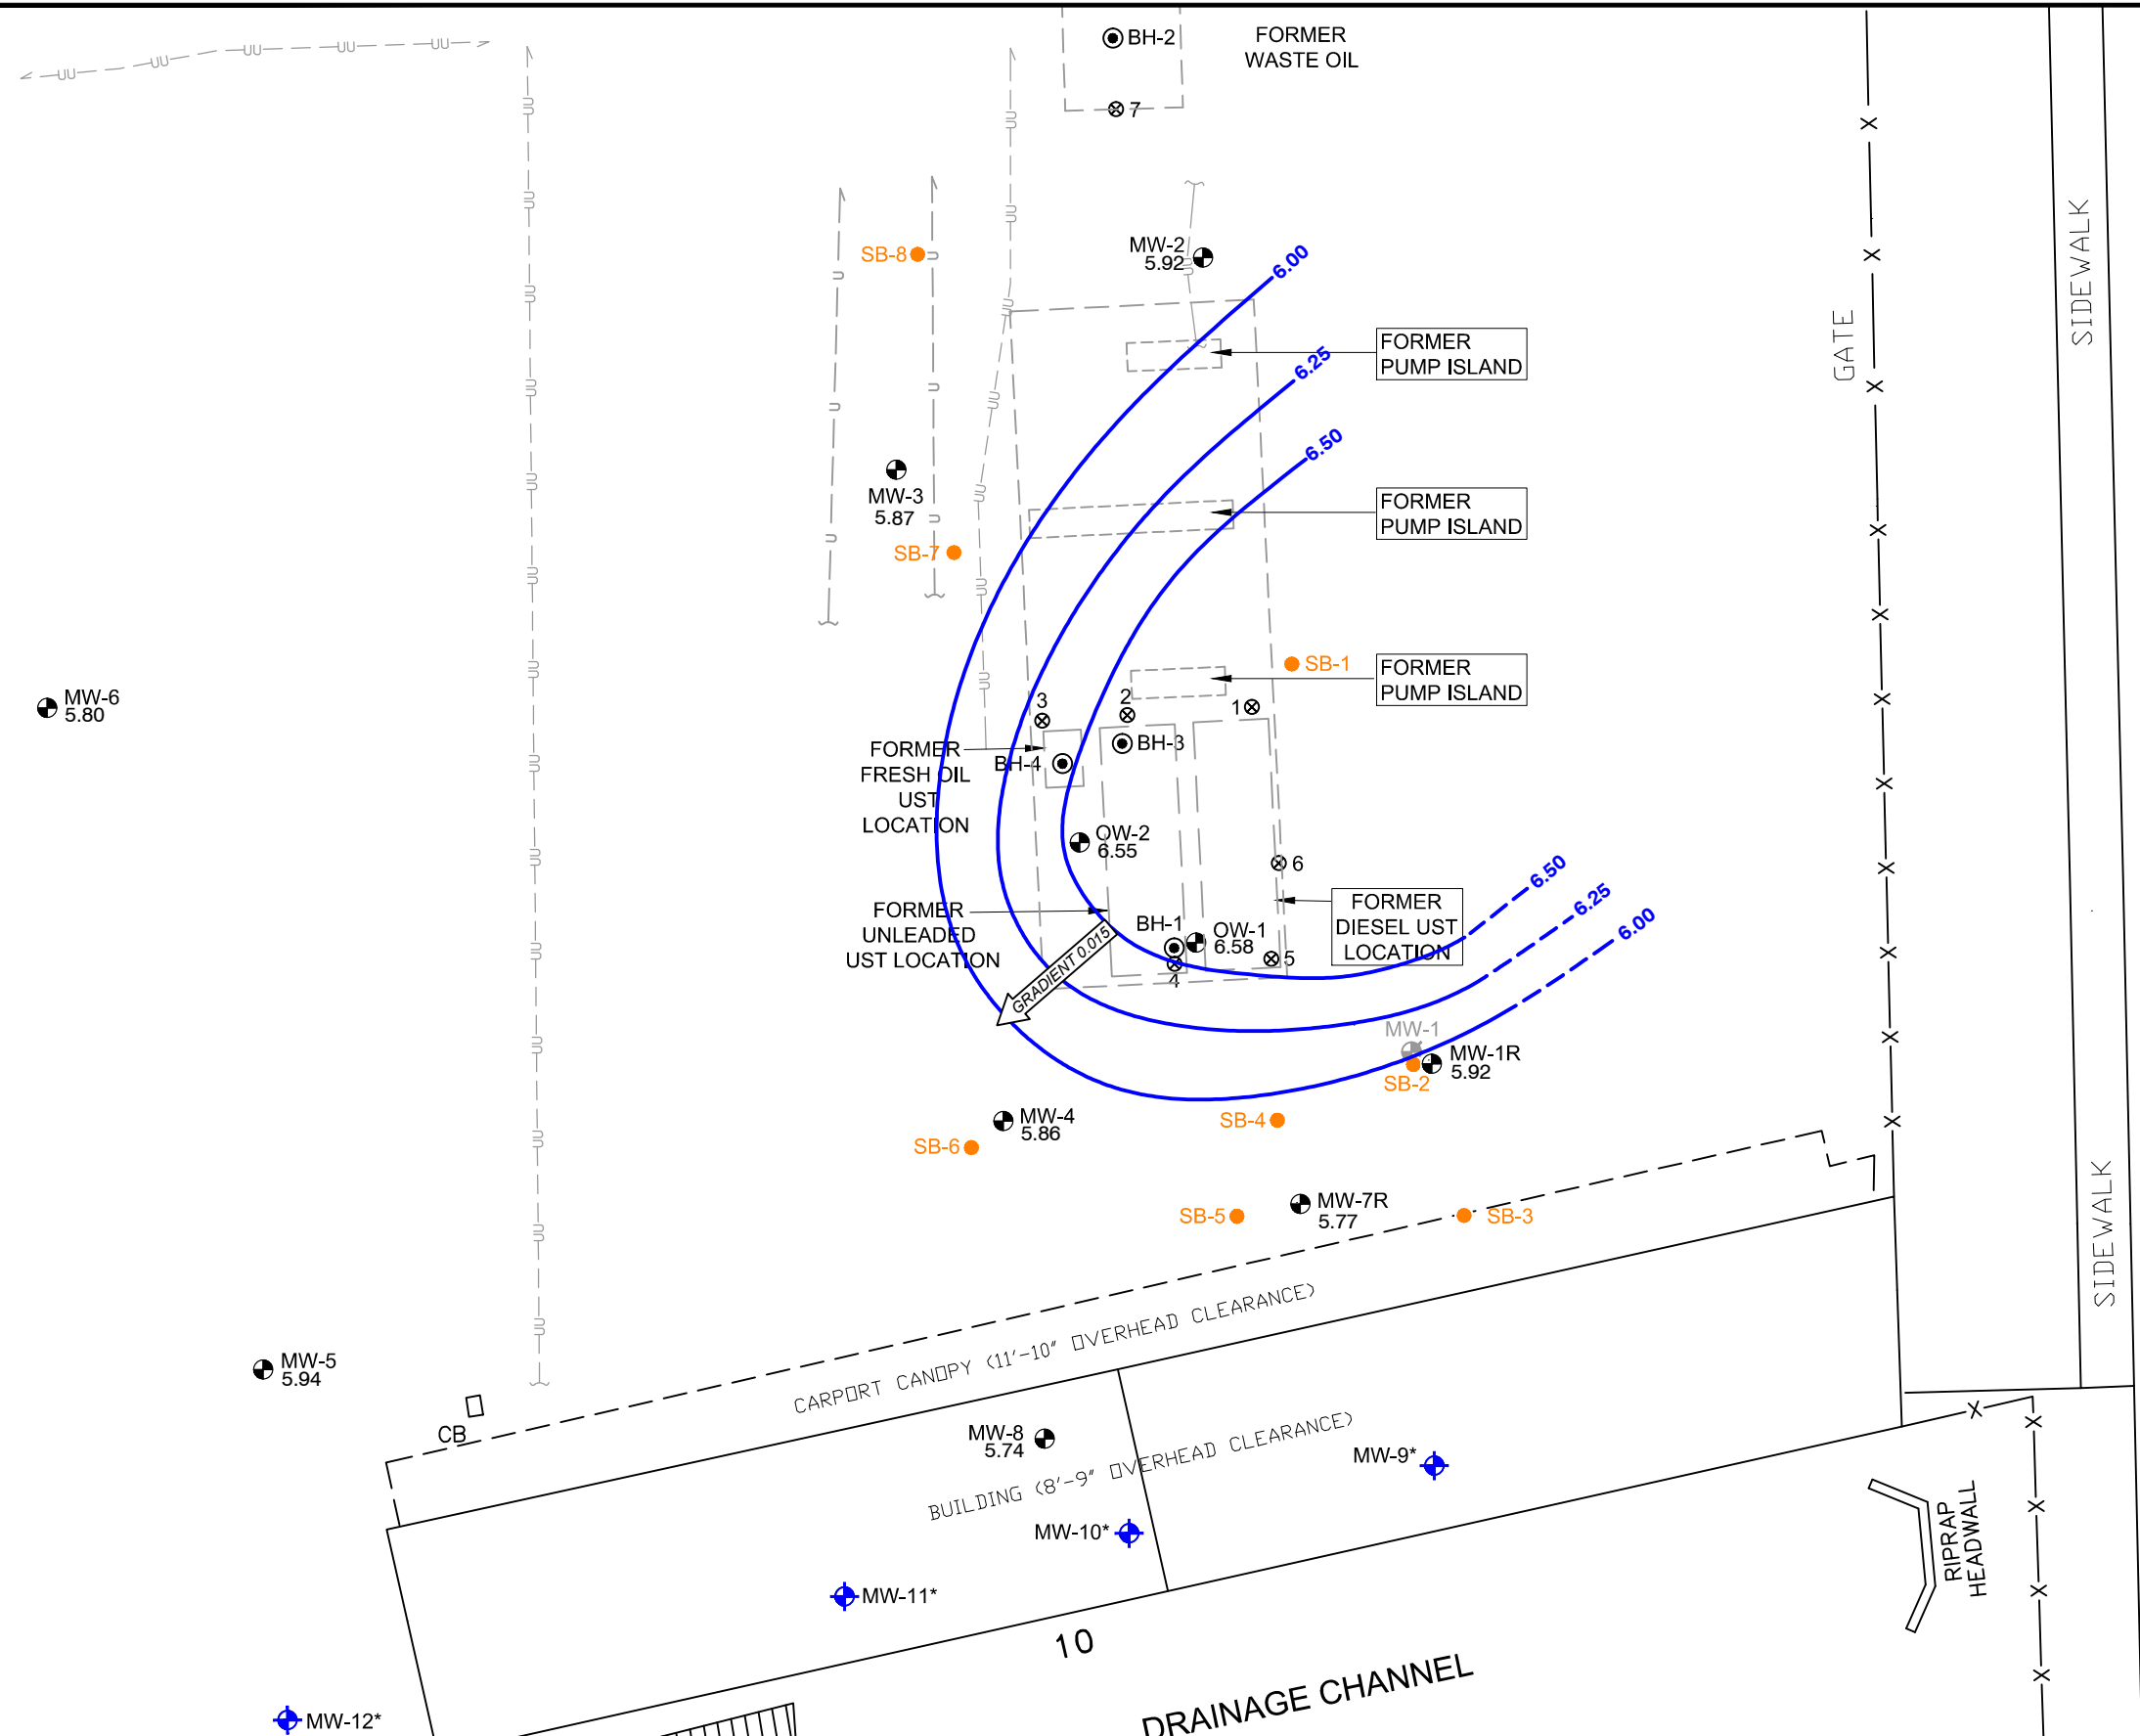 BH-2
FORMER
WASTE OIL
7
MW-2
5.92
6.00
SB-8
FORMER
PUMP ISLAND
6.25
GATE
SIDEWALK
6.50
MW-3
5.87
FORMER
PUMP ISLAND
SB-7
SB-1
FORMER
PUMP ISLAND
MW-6
5.80
3
2
1
BH-3
FORMER
FRESH OIL
UST
LOCATION
BH-4
OW-2
6.55
6
6.50
6.25
6.00
FORMER
UNLEADED
UST LOCATION
BH-1
OW-1
6.58
FORMER
DIESEL UST
LOCATION
5
4
GRADIENT 0.015
MW-1
MW-1R
5.92
SB-2
MW-4
5.86
SB-4
SB-6
MW-7R
5.77
SB-5
SB-3
SIDEWALK
MW-5
5.94
CB
CARPORT CANOPY (11'-10" OVERHEAD CLEARANCE)
MW-8
5.74
BUILDING (8'-9" OVERHEAD CLEARANCE)
MW-9*
MW-10*
MW-11*
RIPRAP
HEADWALL
10
DRAINAGE CHANNEL
MW-12*